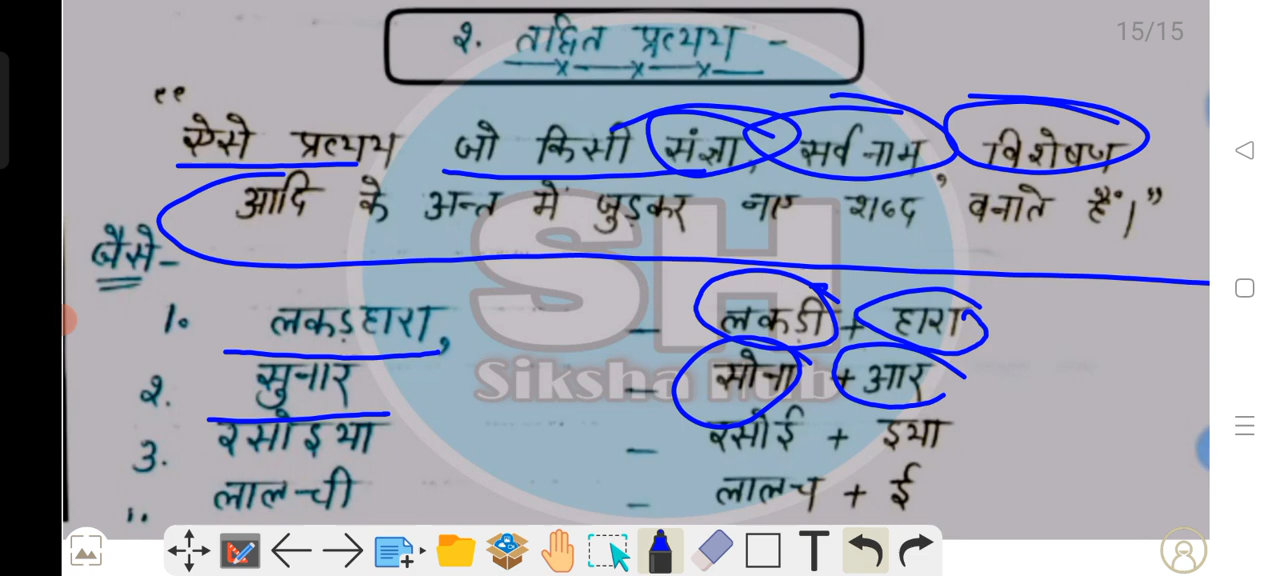 15/15
२. तद्धित प्रत्यय -
"ऐसे प्रत्यय जो किसी संज्ञा, सर्वनाम, विशेषण
आदि के अन्त में जुड़कर नए शब्द बनाते हैं।"
जैसे-
1. लकड़हारा, - लकड़ी + हारा
२. सुनार - सोना + आर
3. रसोइया - रसोई + इया
लालची - लालच + ई
SH
Siksha Hub
T